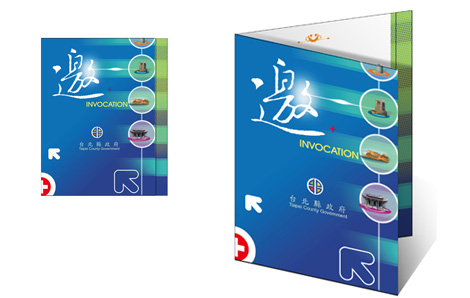 邀
INVOCATION
台北縣政府
Taipei County Government
邀
INVOCATION
台北縣政府
Taipei County Government